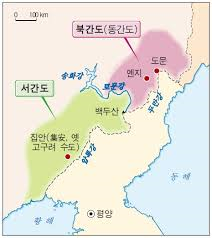 0 100 km
북간도(동간도)
송화강
도문
옌지
토문강
서간도
두만강
백두산
집안(集安, 옛
고구려 수도)
압록강
동해
평양
황해